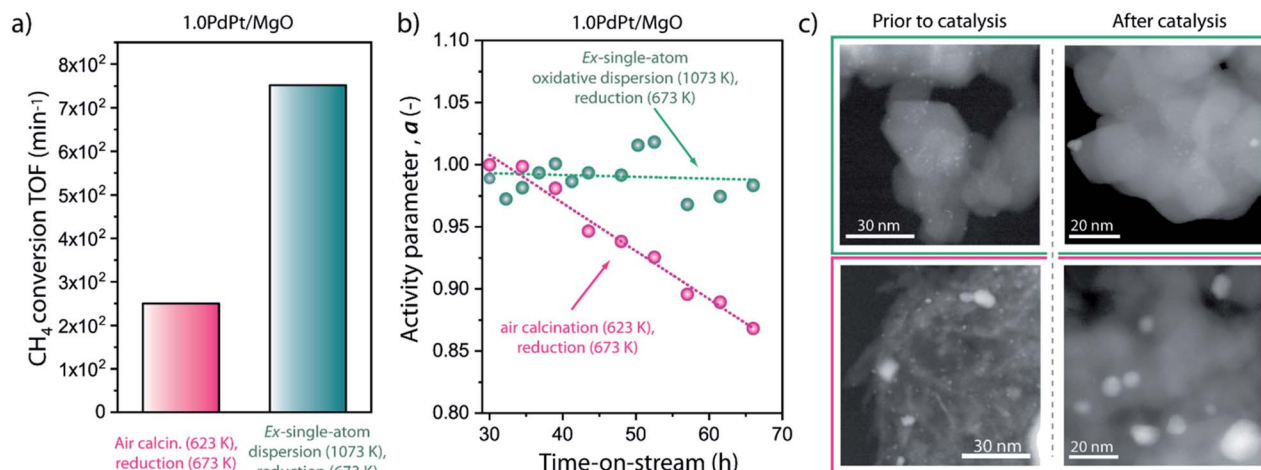 a)
1.0PdPt/MgO
CH₄ conversion TOF (min⁻¹)
8x10²
7x10²
6x10²
5x10²
4x10²
3x10²
2x10²
1x10²
0
Air calcin. (623 K),
reduction (673 K)
Ex-single-atom
dispersion (1073 K),
reduction (673 K)
b)
1.0PdPt/MgO
Activity parameter , a (-)
1.10
1.05
1.00
0.95
0.90
0.85
0.80
Ex-single-atom
oxidative dispersion (1073 K),
reduction (673 K)
air calcination (623 K),
reduction (673 K)
30 40 50 60 70
Time-on-stream (h)
c)
Prior to catalysis
After catalysis
30 nm
20 nm
30 nm
20 nm